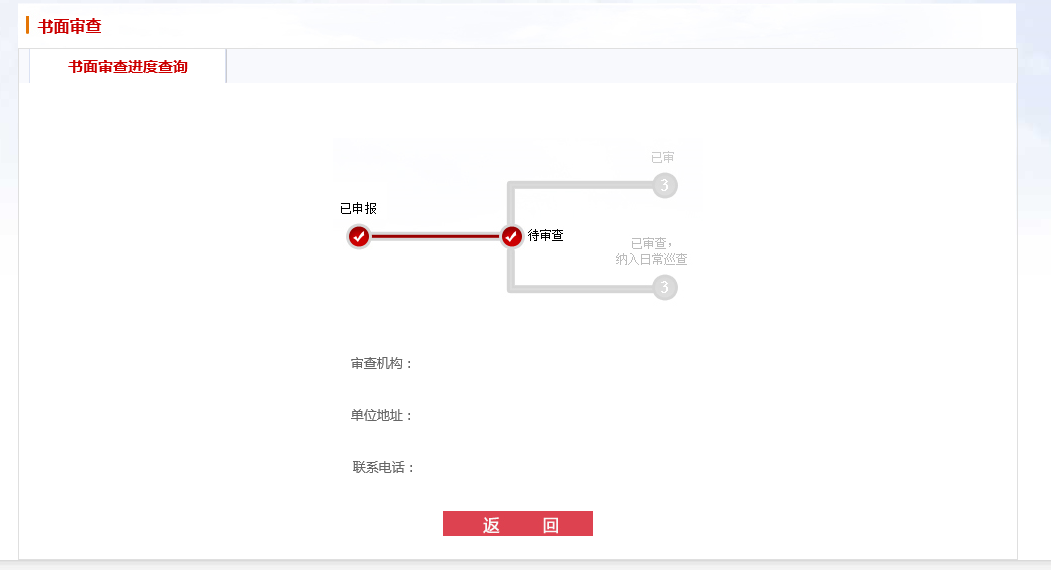 书面审查
书面审查进度查询
已审
3
已申报
待审查
已审查，
纳入日常巡查
3
审查机构：
单位地址：
联系电话：
返 回